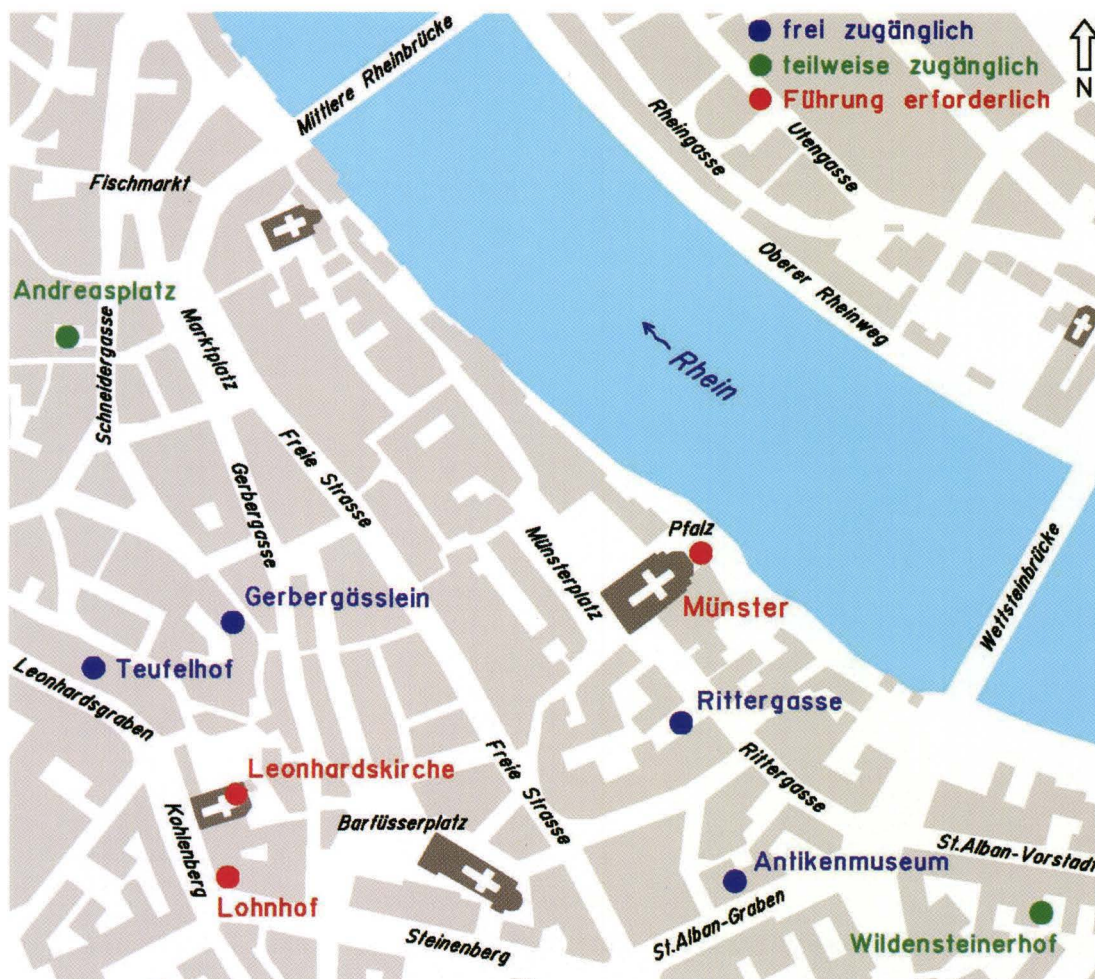 frei zugänglich
teilweise zugänglich
Führung erforderlich
N
Mittlere Rheinbrücke
Rheingasse
Utengasse
Fischmarkt
Oberer Rheinweg
Andreasplatz
Schneidergasse
Marktplatz
Rhein
Freie Strasse
Gerbergasse
Münsterplatz
Pfalz
Münster
Wettsteinbrücke
Gerbergässlein
Teufelhof
Leonhardsgraben
Rittergasse
Rittergasse
Freie Strasse
Leonhardskirche
Kohlenberg
Barfüsserplatz
Lohnhof
Steinenberg
Antikenmuseum
St.Alban-Graben
St.Alban-Vorstadt
Wildensteinerhof